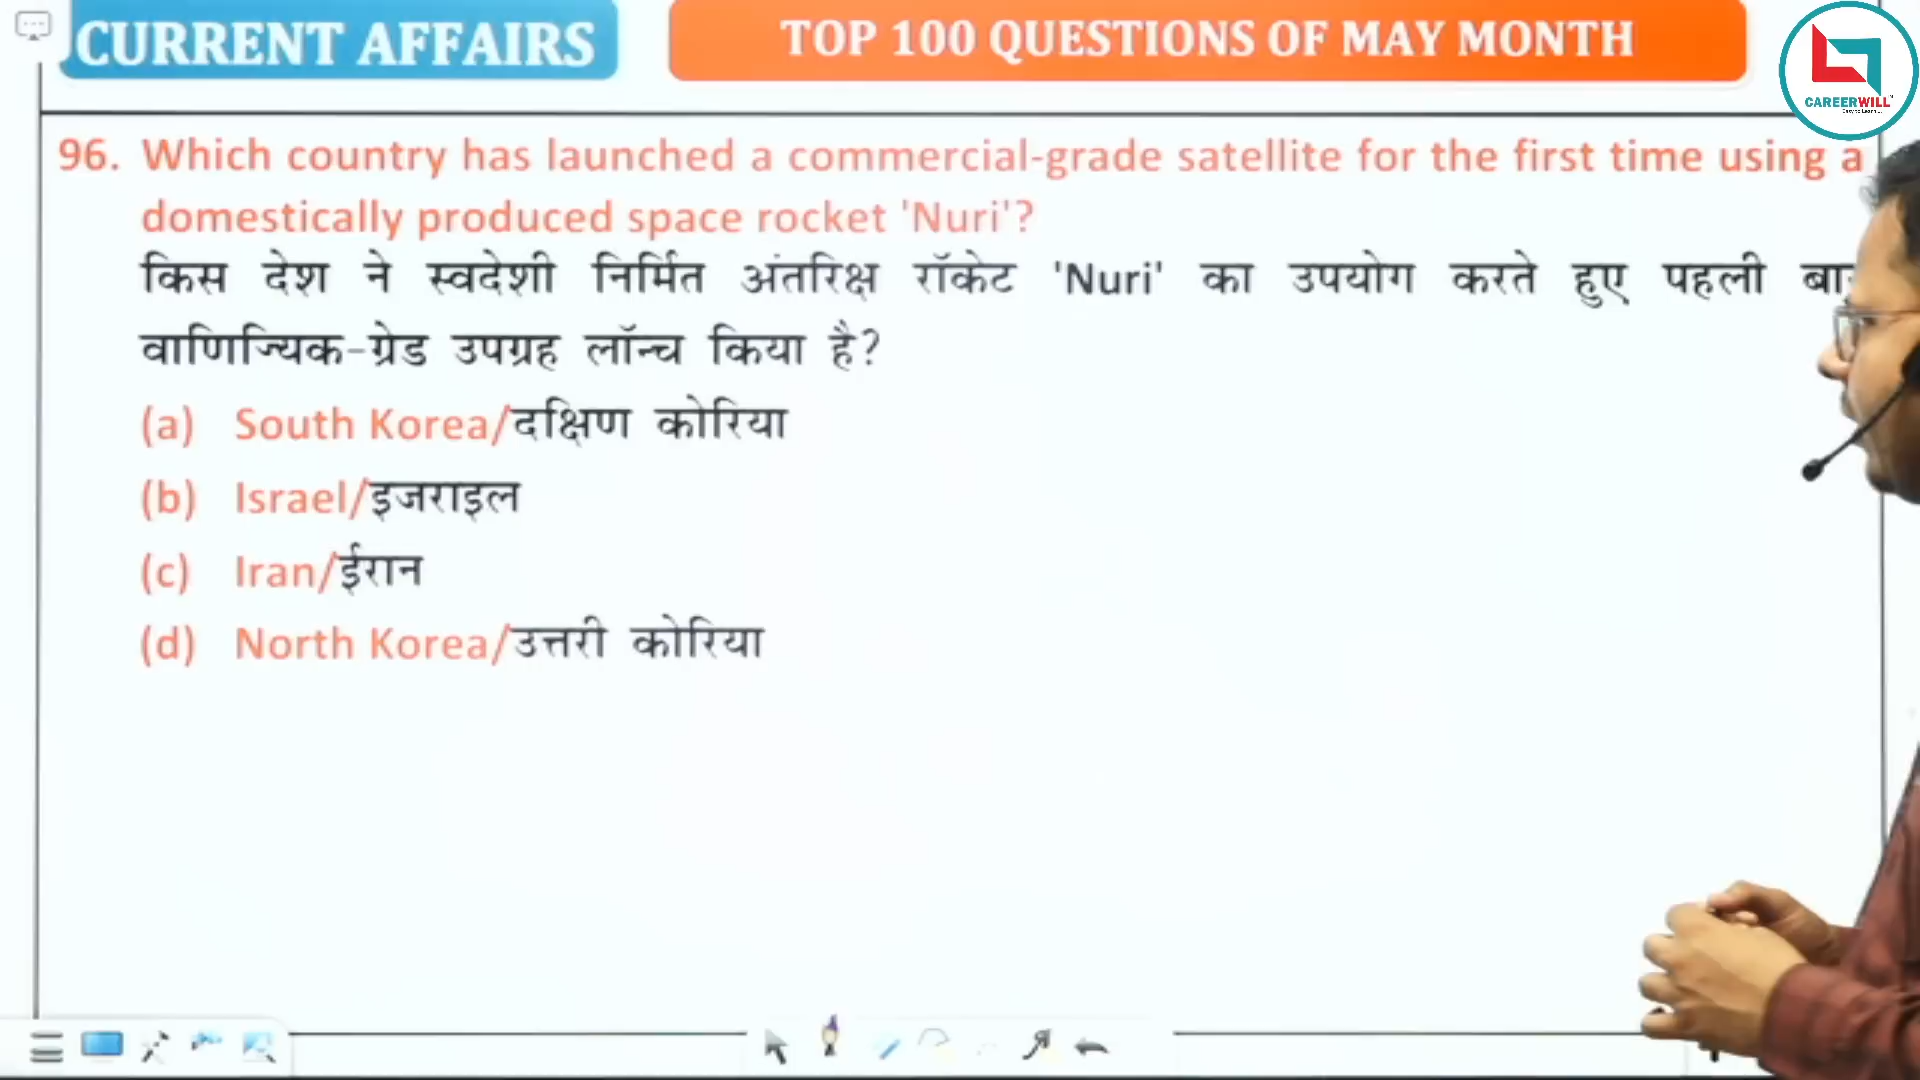 CURRENT AFFAIRS
TOP 100 QUESTIONS OF MAY MONTH
CAREERWILL
96. Which country has launched a commercial-grade satellite for the first time using a
domestically produced space rocket 'Nuri'?
किस देश ने स्वदेशी निर्मित अंतरिक्ष रॉकेट 'Nuri' का उपयोग करते हुए पहली
वाणिज्यिक-ग्रेड उपग्रह लॉन्च किया है?
(a) South Korea/दक्षिण कोरिया
(b) Israel/इजराइल
(c) Iran/ईरान
(d) North Korea/उत्तरी कोरिया